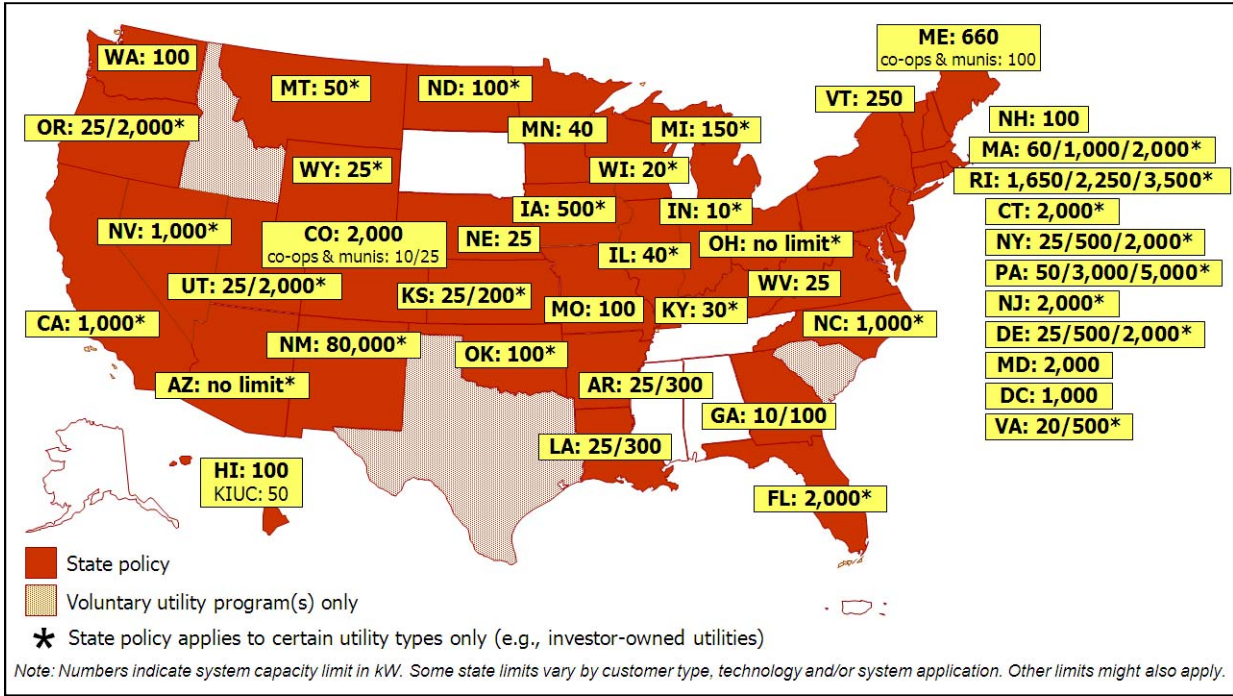 ME: 660
co-ops & munis: 100
WA: 100
MT: 50*
ND: 100*
VT: 250
NH: 100
OR: 25/2,000*
MN: 40
MI: 150*
MA: 60/1,000/2,000*
WY: 25*
WI: 20*
RI: 1,650/2,250/3,500*
IA: 500*
IN: 10*
CT: 2,000*
NV: 1,000*
CO: 2,000
co-ops & munis: 10/25
NE: 25
OH: no limit*
NY: 25/500/2,000*
IL: 40*
PA: 50/3,000/5,000*
UT: 25/2,000*
KS: 25/200*
WV: 25
MO: 100
KY: 30*
NJ: 2,000*
CA: 1,000*
NC: 1,000*
DE: 25/500/2,000*
NM: 80,000*
OK: 100*
MD: 2,000
AZ: no limit*
AR: 25/300
DC: 1,000
GA: 10/100
VA: 20/500*
LA: 25/300
HI: 100
KIUC: 50
FL: 2,000*
State policy
Voluntary utility program(s) only
* State policy applies to certain utility types only (e.g., investor-owned utilities)
Note: Numbers indicate system capacity limit in kW. Some state limits vary by customer type, technology and/or system application. Other limits might also apply.